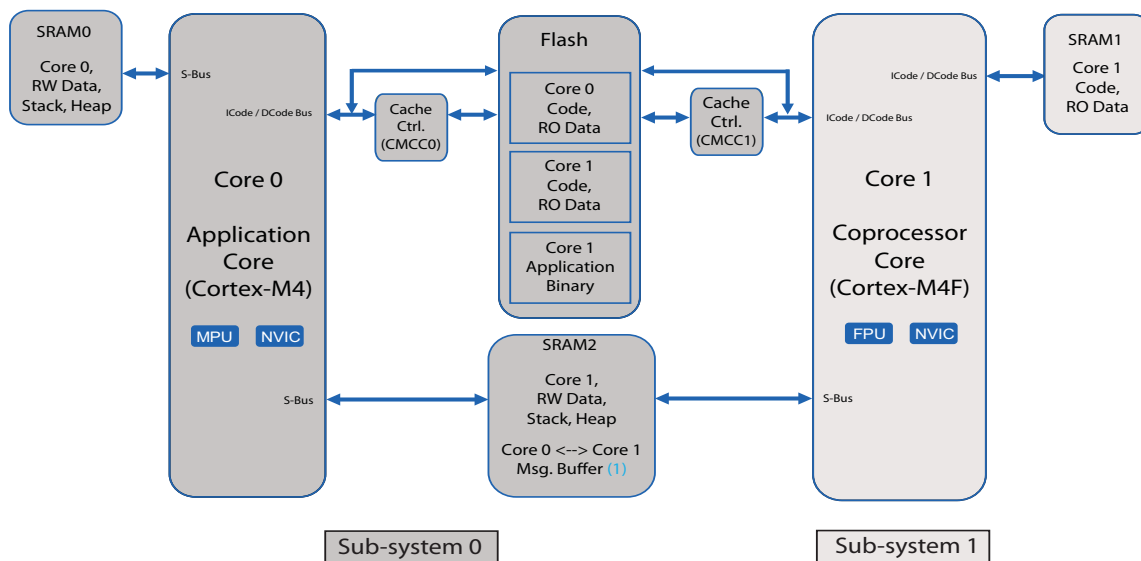 SRAM0
Core 0,
RW Data,
Stack, Heap
S-Bus
ICode / DCode Bus
Core 0
Application
Core
(Cortex-M4)
MPU
NVIC
S-Bus
Cache
Ctrl.
(CMCC0)
Flash
Core 0
Code,
RO Data
Core 1
Code,
RO Data
Core 1
Application
Binary
Cache
Ctrl.
(CMCC1)
SRAM2
Core 1,
RW Data,
Stack, Heap
Core 0 <--> Core 1
Msg. Buffer (1)
ICode / DCode Bus
ICode / DCode Bus
Core 1
Coprocessor
Core
(Cortex-M4F)
FPU
NVIC
S-Bus
SRAM1
Core 1
Code,
RO Data
Sub-system 0
Sub-system 1